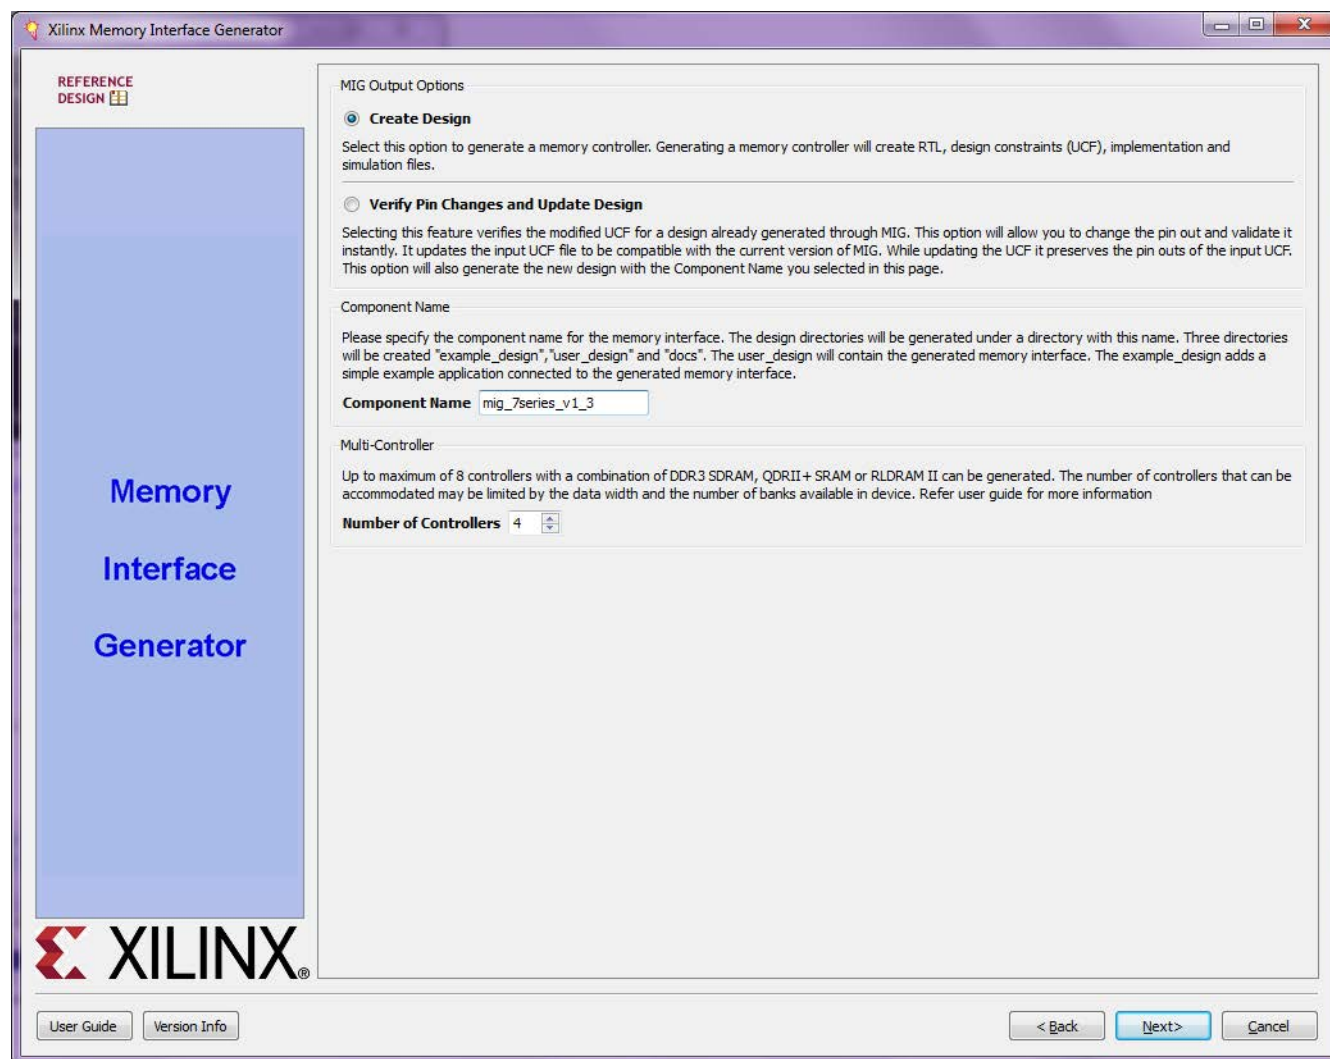 Xilinx Memory Interface Generator
REFERENCE
DESIGN
Memory
Interface
Generator
XILINX®
MIG Output Options
Create Design
Select this option to generate a memory controller. Generating a memory controller will create RTL, design constraints (UCF), implementation and
simulation files.
Verify Pin Changes and Update Design
Selecting this feature verifies the modified UCF for a design already generated through MIG. This option will allow you to change the pin out and validate it
instantly. It updates the input UCF file to be compatible with the current version of MIG. While updating the UCF it preserves the pin outs of the input UCF.
This option will also generate the new design with the Component Name you selected in this page.
Component Name
Please specify the component name for the memory interface. The design directories will be generated under a directory with this name. Three directories
will be created "example_design","user_design" and "docs". The user_design will contain the generated memory interface. The example_design adds a
simple example application connected to the generated memory interface.
Component Name mig_7series_v1_3
Multi-Controller
Up to maximum of 8 controllers with a combination of DDR3 SDRAM, QDRII+ SRAM or RLDRAM II can be generated. The number of controllers that can be
accommodated may be limited by the data width and the number of banks available in device. Refer user guide for more information
Number of Controllers 4
User Guide Version Info < Back Next> Cancel